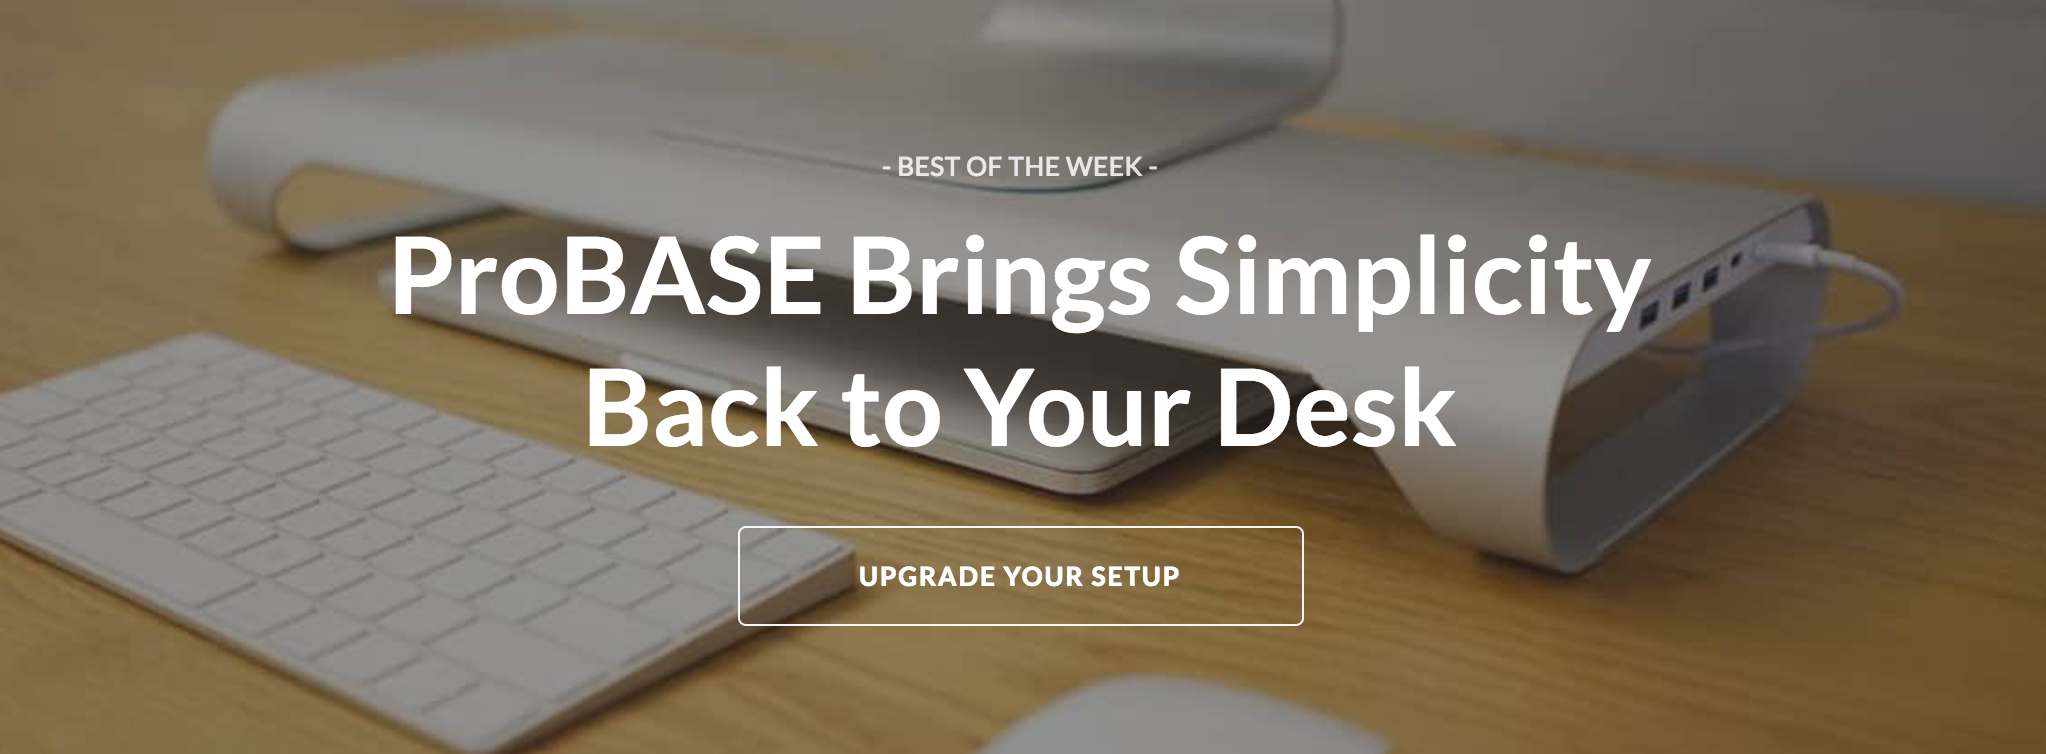 - BEST OF THE WEEK -
ProBASE Brings Simplicity
Back to Your Desk
UPGRADE YOUR SETUP